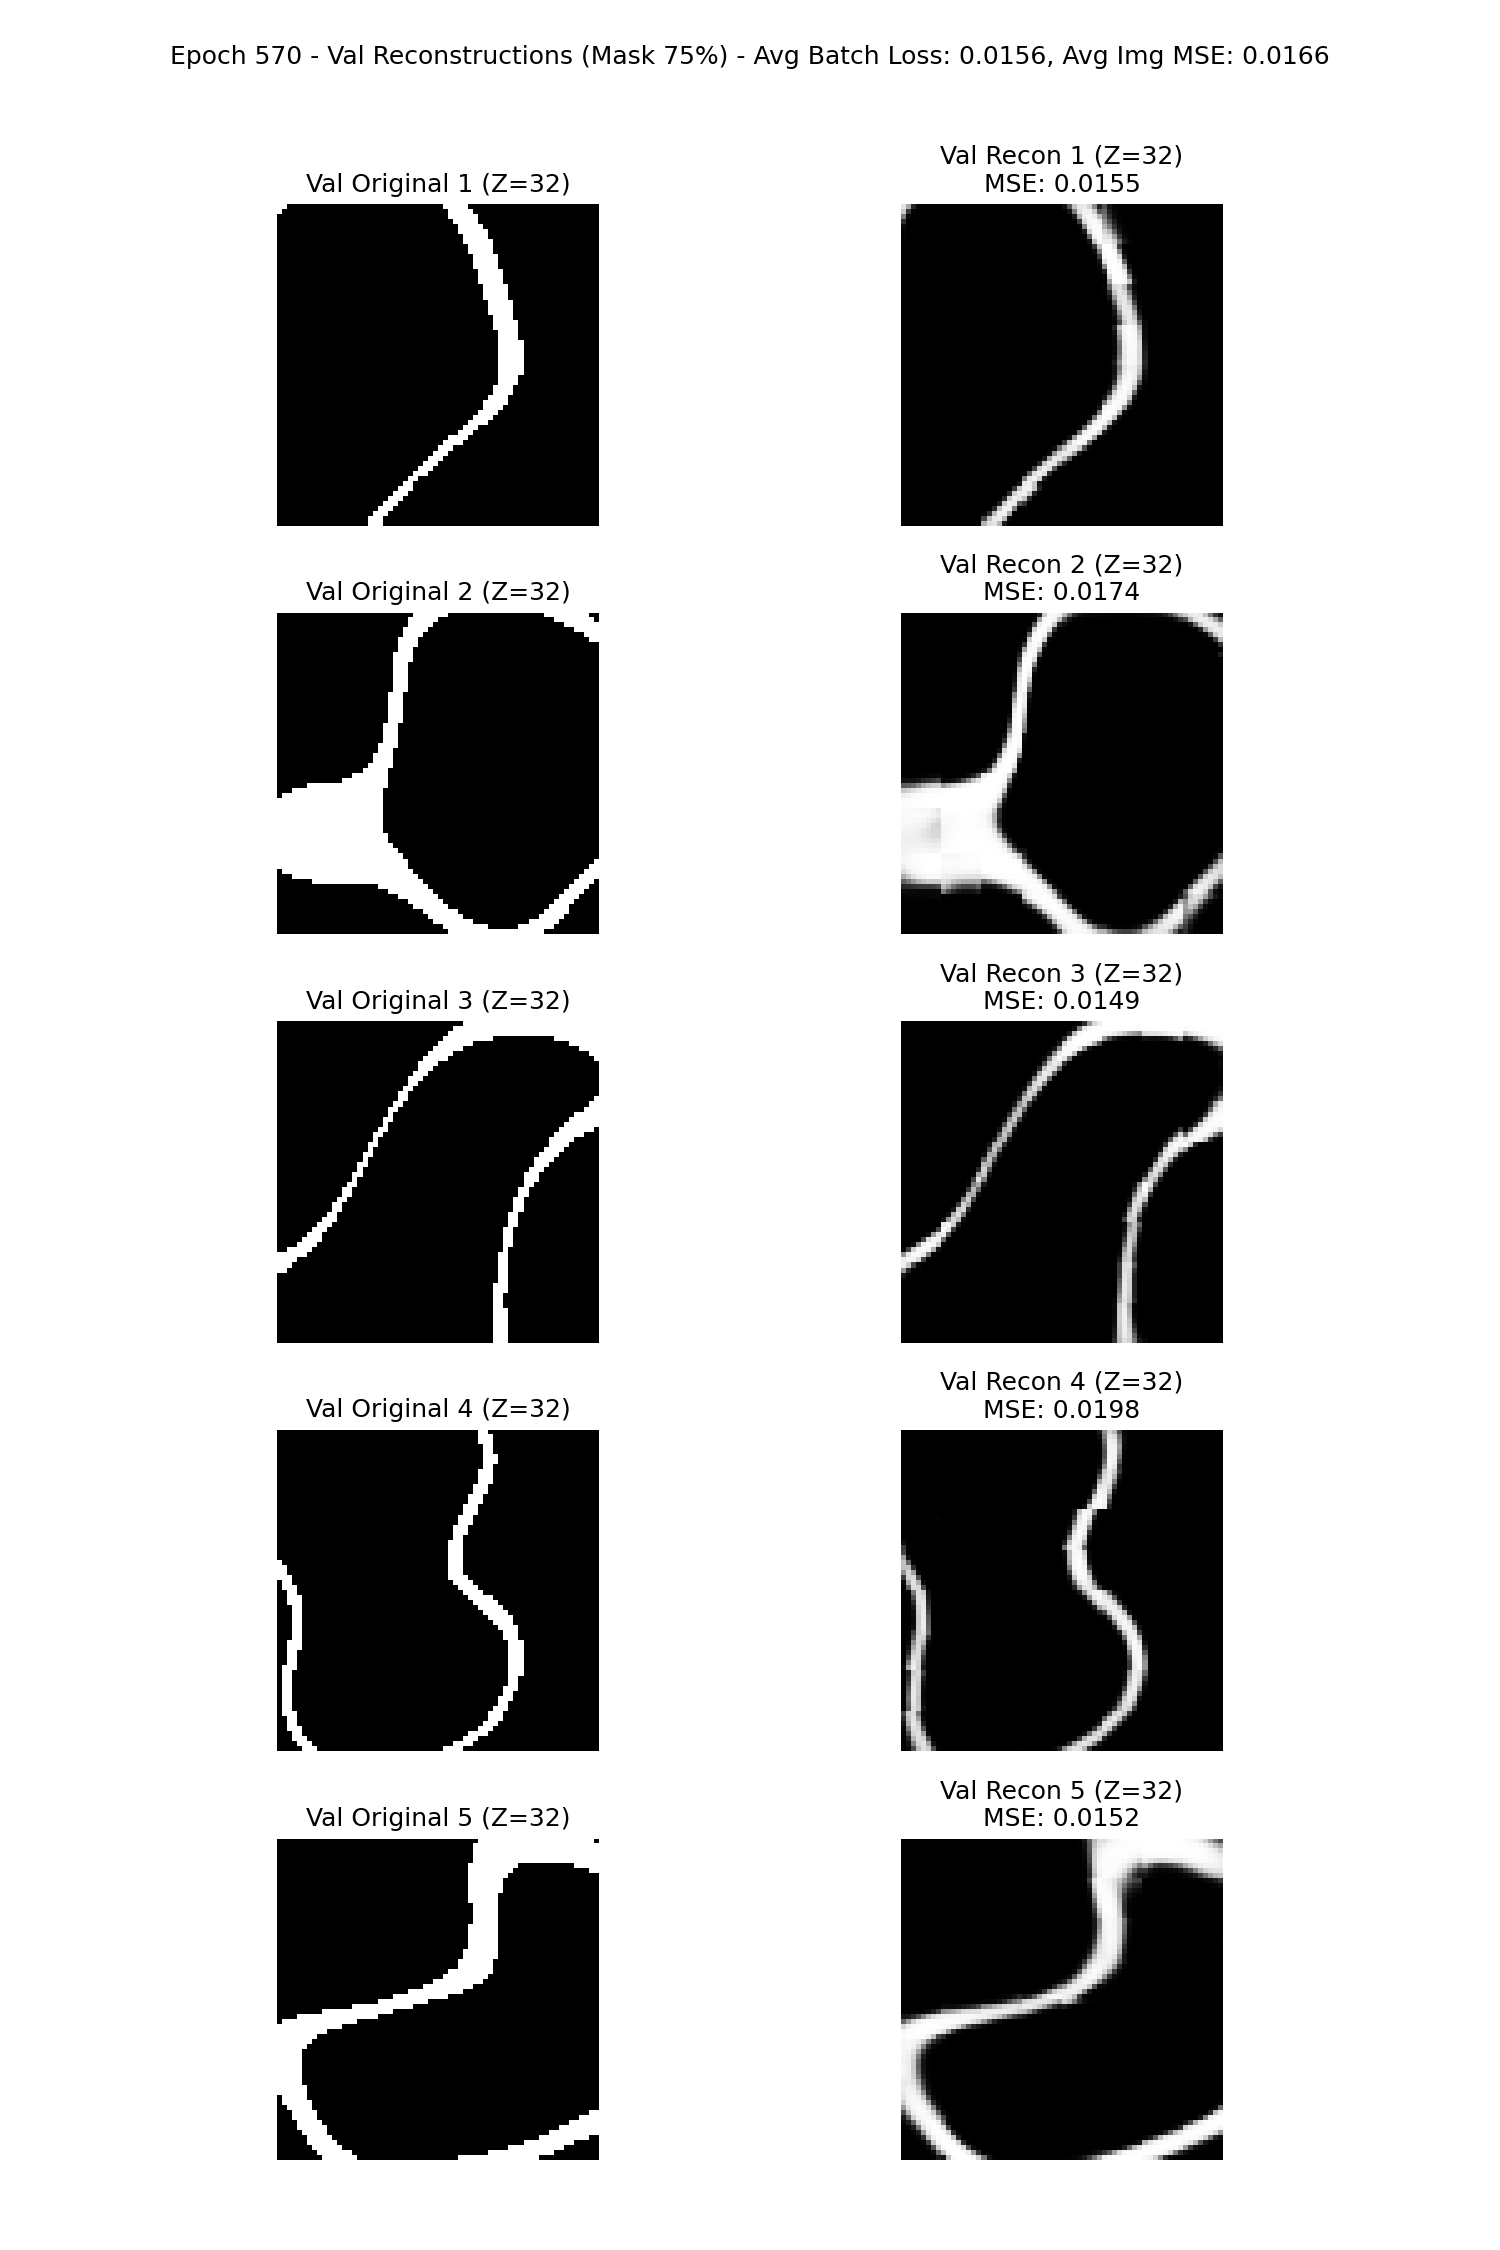 Epoch 570 - Val Reconstructions (Mask 75%) - Avg Batch Loss: 0.0156, Avg Img MSE: 0.0166
Val Original 1 (Z=32)
Val Recon 1 (Z=32)
MSE: 0.0155
Val Original 2 (Z=32)
Val Recon 2 (Z=32)
MSE: 0.0174
Val Original 3 (Z=32)
Val Recon 3 (Z=32)
MSE: 0.0149
Val Original 4 (Z=32)
Val Recon 4 (Z=32)
MSE: 0.0198
Val Original 5 (Z=32)
Val Recon 5 (Z=32)
MSE: 0.0152